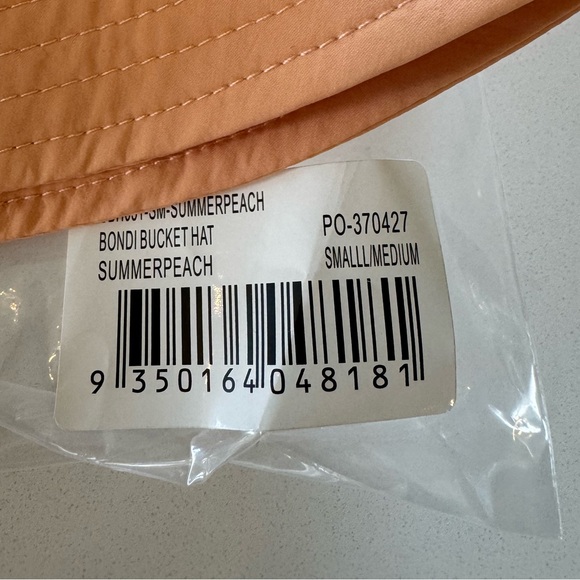 SM-SUMMERPEACH
BONDI BUCKET HAT
PO-370427
SUMMERPEACH
SMALLL/MEDIUM
9 350164 048181